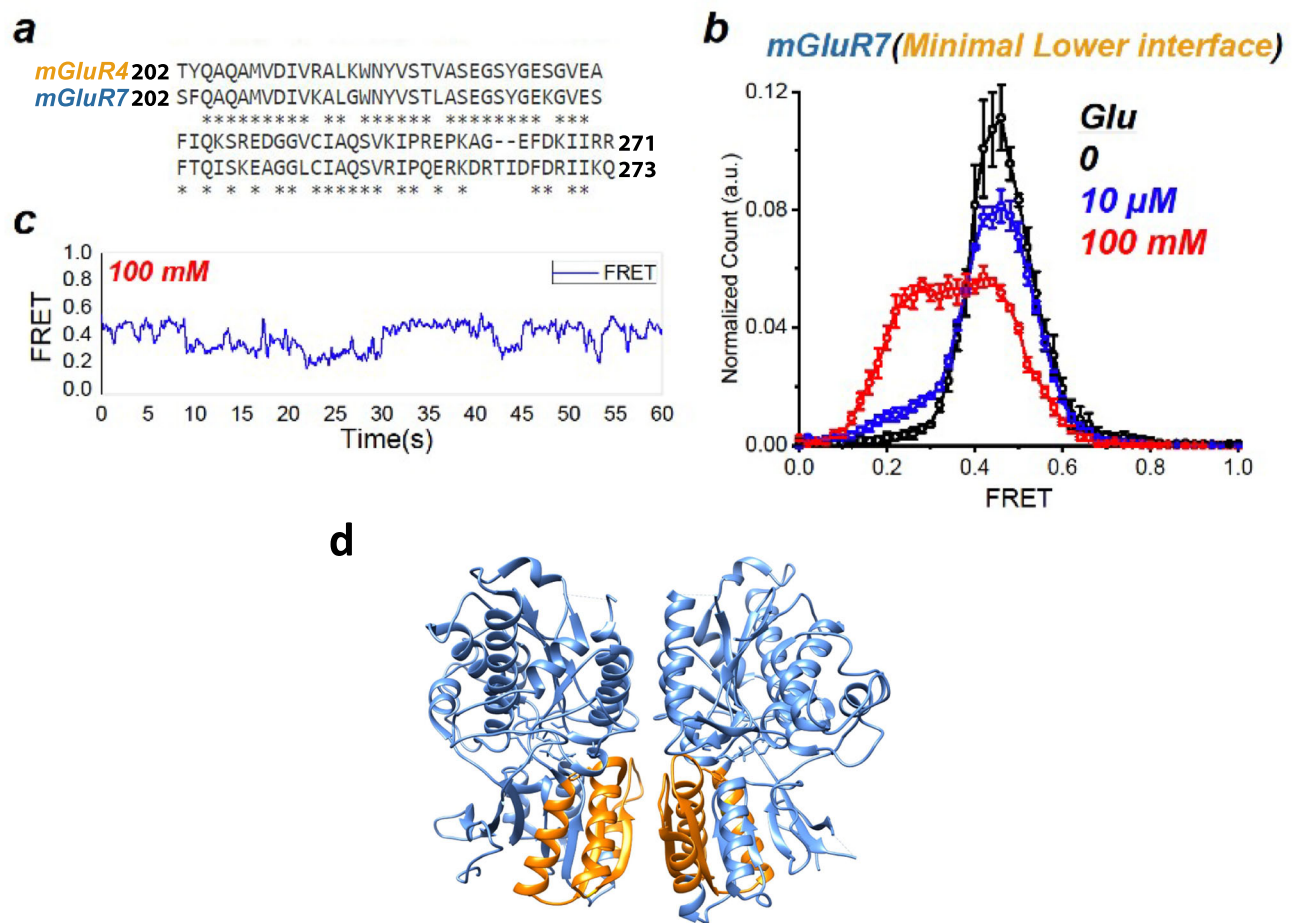 a
mGluR4 202 TYQAQAMVDIVRALKWNYVSTVASEGSYGESGVEA
mGluR7 202 SFQAQAMVDIVKALGWNYVSTLASEGSYGEKGVES
********* ** ****** ******** ***
FIQKSREDGGVCIAQSVKIPREPKAG--EFDKIIRR 271
FTQISKEAGGLCIAQSVRIPQERKDRTIDFDRIIKQ 273
* * * * ** ****** ** * * ** **
b
mGluR7(Minimal Lower interface)
Glu
0
10 µM
100 mM
0.12
0.08
0.04
0.00
Normalized Count (a.u.)
0.0 0.2 0.4 0.6 0.8 1.0
FRET
c
100 mM
FRET
1.0
0.8
0.6
0.4
0.2
0.0
FRET
0 5 10 15 20 25 30 35 40 45 50 55 60
Time(s)
d